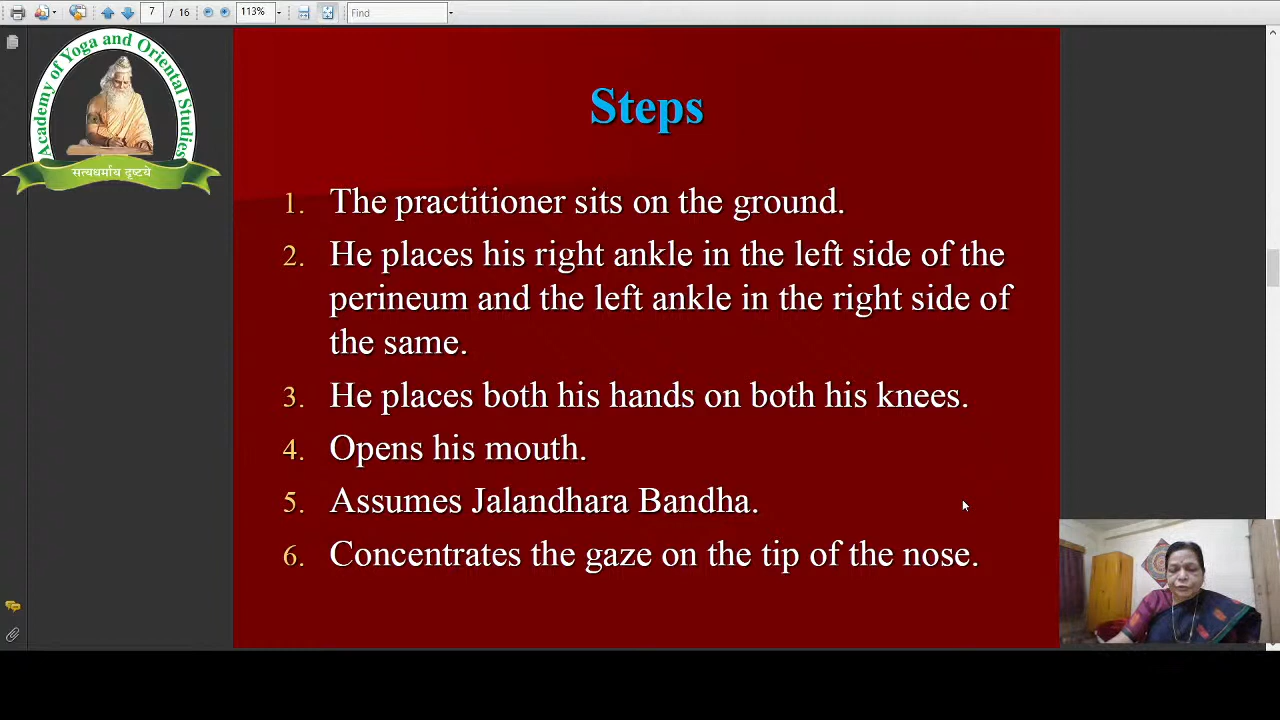 7 / 16 113% Find
Academy of Yoga and Oriental Studies
सत्यधर्माय दृष्टये
Steps
1. The practitioner sits on the ground.
2. He places his right ankle in the left side of the
perineum and the left ankle in the right side of
the same.
3. He places both his hands on both his knees.
4. Opens his mouth.
5. Assumes Jalandhara Bandha.
6. Concentrates the gaze on the tip of the nose.